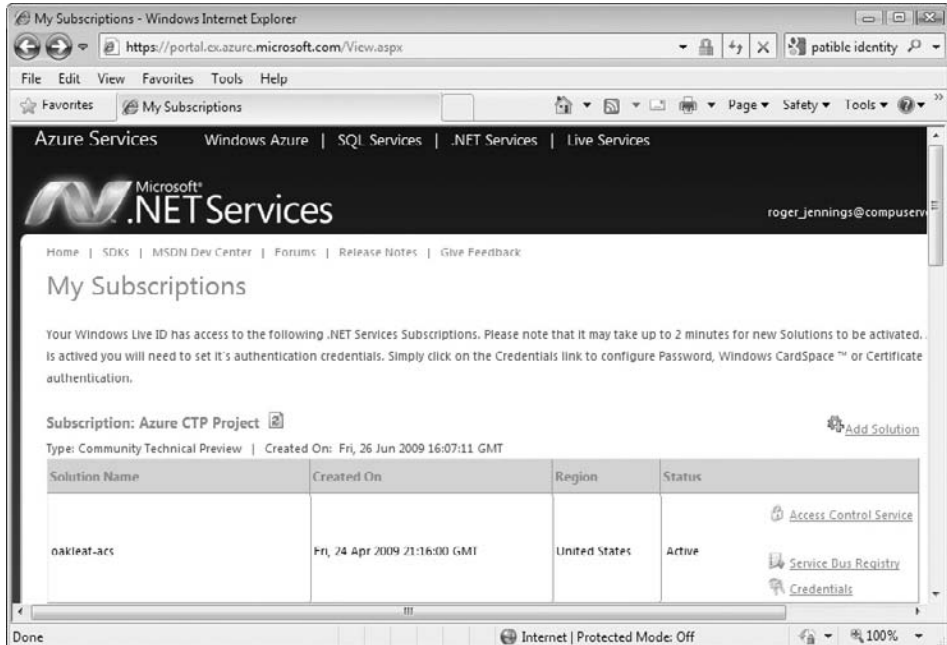 My Subscriptions - Windows Internet Explorer
https://portal.ex.azure.microsoft.com/View.aspx
patible identity
File Edit View Favorites Tools Help
Favorites My Subscriptions Page Safety Tools
Azure Services Windows Azure | SQL Services | .NET Services | Live Services
Microsoft®
.NET Services
roger_jennings@compuserv
Home | SDKs | MSDN Dev Center | Forums | Release Notes | Give Feedback
My Subscriptions
Your Windows Live ID has access to the following .NET Services Subscriptions. Please note that it may take up to 2 minutes for new Solutions to be activated.
is actived you will need to set it's authentication credentials. Simply click on the Credentials link to configure Password, Windows CardSpace ™ or Certificate
authentication.
Subscription: Azure CTP Project
Add Solution
Type: Community Technical Preview | Created On: Fri, 26 Jun 2009 16:07:11 GMT
Solution Name Created On Region Status
Access Control Service
oakleaf-acs Fri, 24 Apr 2009 21:16:00 GMT United States Active
Service Bus Registry
Credentials
Done Internet | Protected Mode: Off 100%